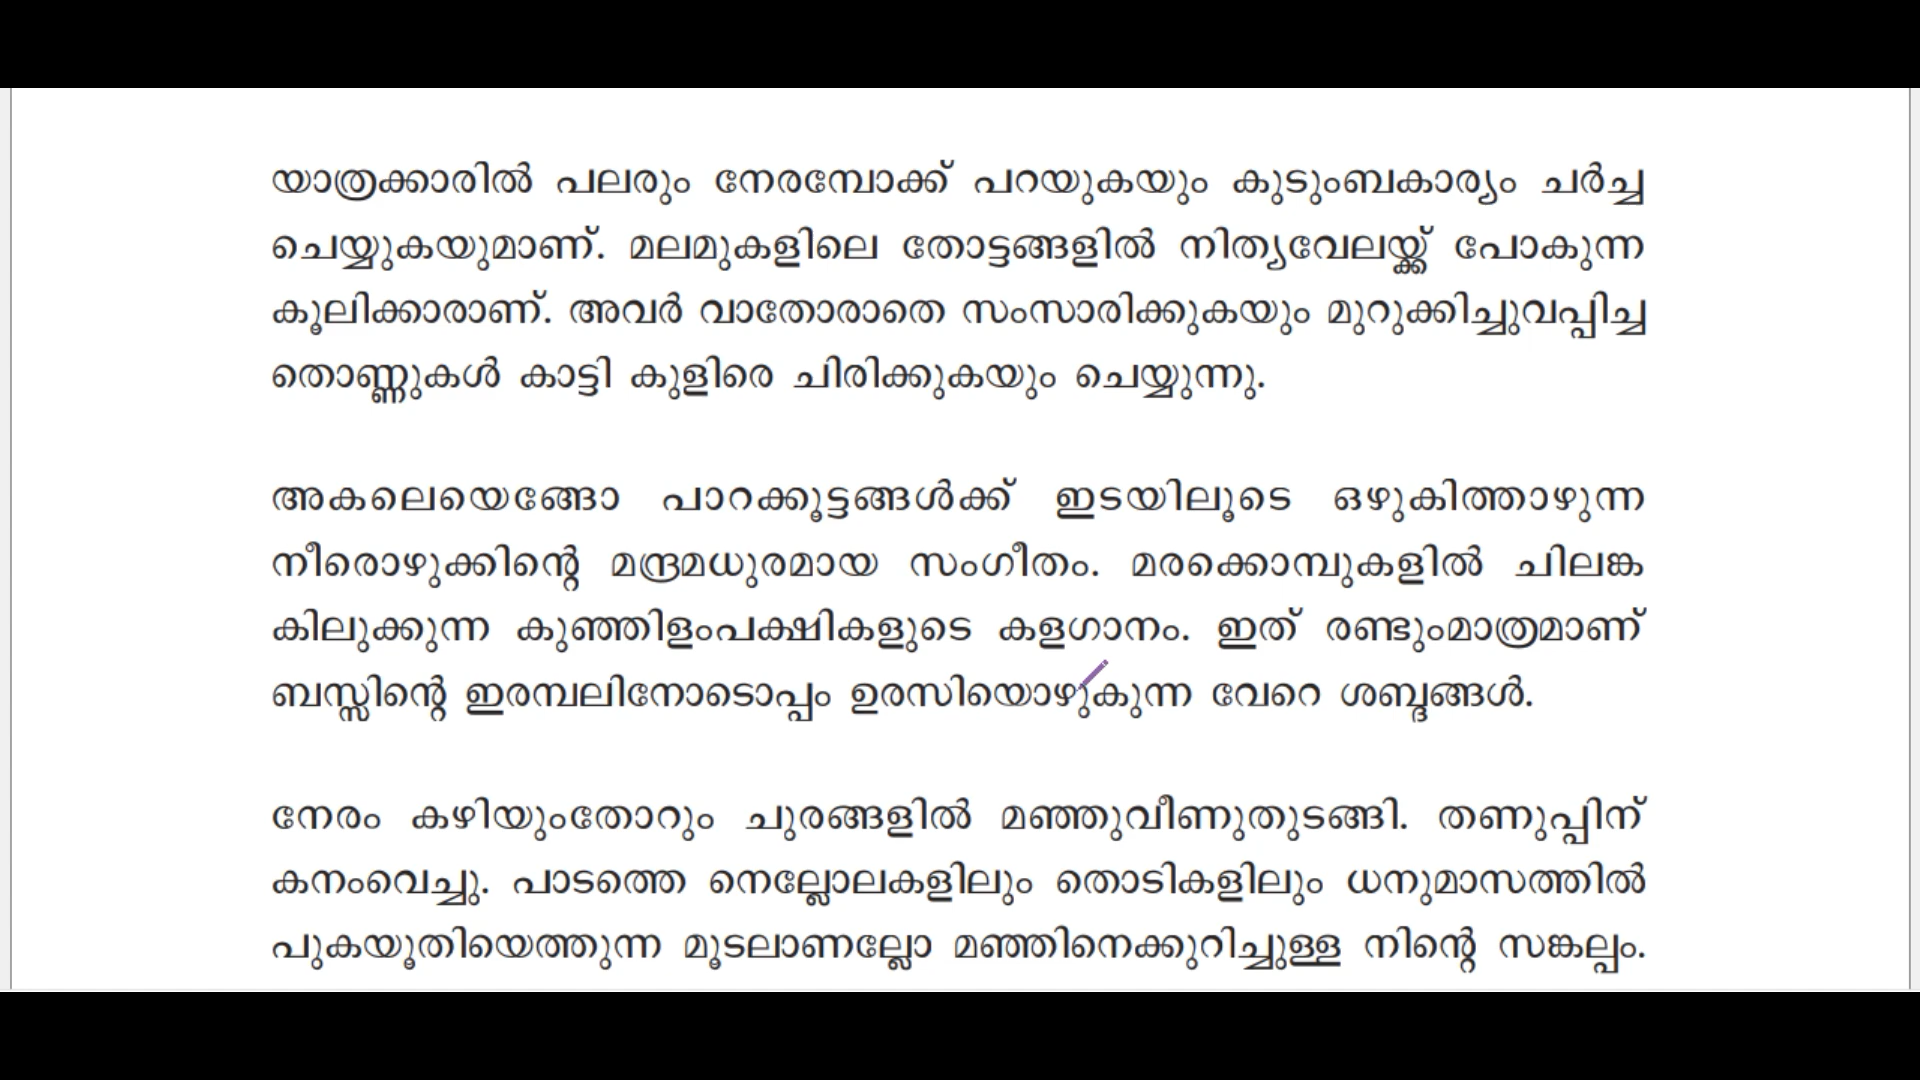 യാത്രക്കാരിൽ പലരും നേരമ്പോക്ക് പറയുകയും കുടുംബകാര്യം ചർച്ച
ചെയ്യുകയുമാണ്. മലമുകളിലെ തോട്ടങ്ങളിൽ നിത്യവേലയ്ക്ക് പോകുന്ന
കൂലിക്കാരാണ്. അവർ വാതോരാതെ സംസാരിക്കുകയും മുറുക്കിച്ചുവപ്പിച്ച
തൊണ്ണുകൾ കാട്ടി കുളിരെ ചിരിക്കുകയും ചെയ്യുന്നു.
അകലെയെങ്ങോ പാറക്കൂട്ടങ്ങൾക്ക് ഇടയിലൂടെ ഒഴുകിത്താഴുന്ന
നീരൊഴുക്കിന്റെ മന്ദ്രമധുരമായ സംഗീതം. മരക്കൊമ്പുകളിൽ ചിലങ്ക
കിലുക്കുന്ന കുഞ്ഞിളംപക്ഷികളുടെ കളഗാനം. ഇത് രണ്ടുംമാത്രമാണ്
ബസ്സിന്റെ ഇരമ്പലിനോടൊപ്പം ഉരസിയൊഴുകുന്ന വേറെ ശബ്ദങ്ങൾ.
നേരം കഴിയുംതോറും ചുരങ്ങളിൽ മഞ്ഞുവീണുതുടങ്ങി. തണുപ്പിന്
കനംവെച്ചു. പാടത്തെ നെല്ലോലകളിലും തൊടികളിലും ധനുമാസത്തിൽ
പുകയൂതിയെത്തുന്ന മൂടലാണല്ലോ മഞ്ഞിനെക്കുറിച്ചുള്ള നിന്റെ സങ്കല്പം.